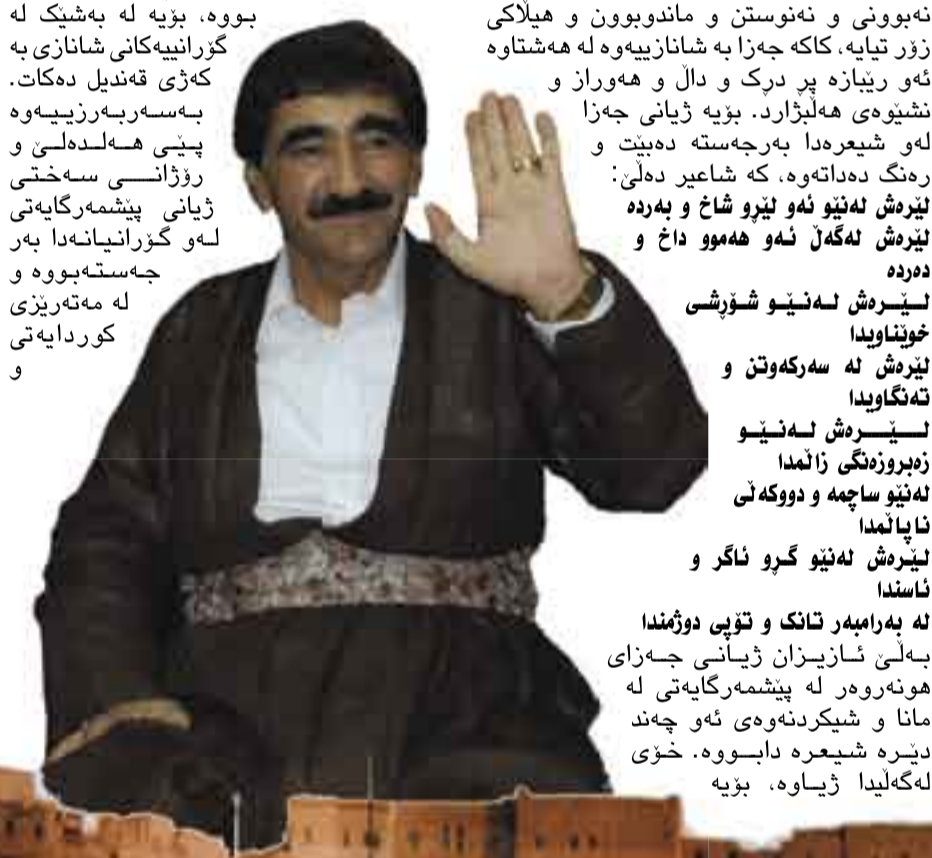 نەبوونی و نەنوستن و ماندوبوون و هیلاکی
زۆر تیایە، کاکە جەزا بە شانازییەوە لە هەشتاوە
ئەو رێبازە پڕ دڕک و داڵ و هەوراز و
نشێوەی هەڵبژارد. بۆیە ژیانی جەزا
لەو شیعرەدا بەرجەستە دەبێت و
رەنگ دەداتەوە، کە شاعیر دەڵێ:
لێرەش لەنێو ئەو لێرو شاخ و بەردە
لێرەش لەگەڵ ئەو هەموو داخ و
دەردە
لێرەش لەنێو شۆڕشی
خوێناویدا
لێرەش لە سەرکەوتن و
تەنگاویدا
لێرەش لەنێو
زەبروزەنگی زاڵمدا
لەنێو ساچمە و دووکەڵی
ناپاڵمدا
لێرەش لەنێو گرو ئاگر و
ئاسندا
لە بەرامبەر تانک و تۆپی دوژمندا
بەڵێ ئازیزان ژیانی جەزای
هونەروەر لە پێشمەرگایەتی لە
مانا و شیکردنەوەی ئەو چەند
دێرە شیعرە دابووە. خۆی
لەگەڵیدا ژیاوە، بۆیە
بووە، بۆیە لە بەشێک لە
گۆرانییەکانی شانازی بە
کەژی قەندیل دەکات.
بەسەربەرزییەوە
پێی هەلدەلێ و
رۆژانی سەختی
ژیانی پێشمەرگایەتی
لەو گۆرانیانەدا بەر
جەستەبووە و
لە مەتەرێزی
کوردایەتی
و